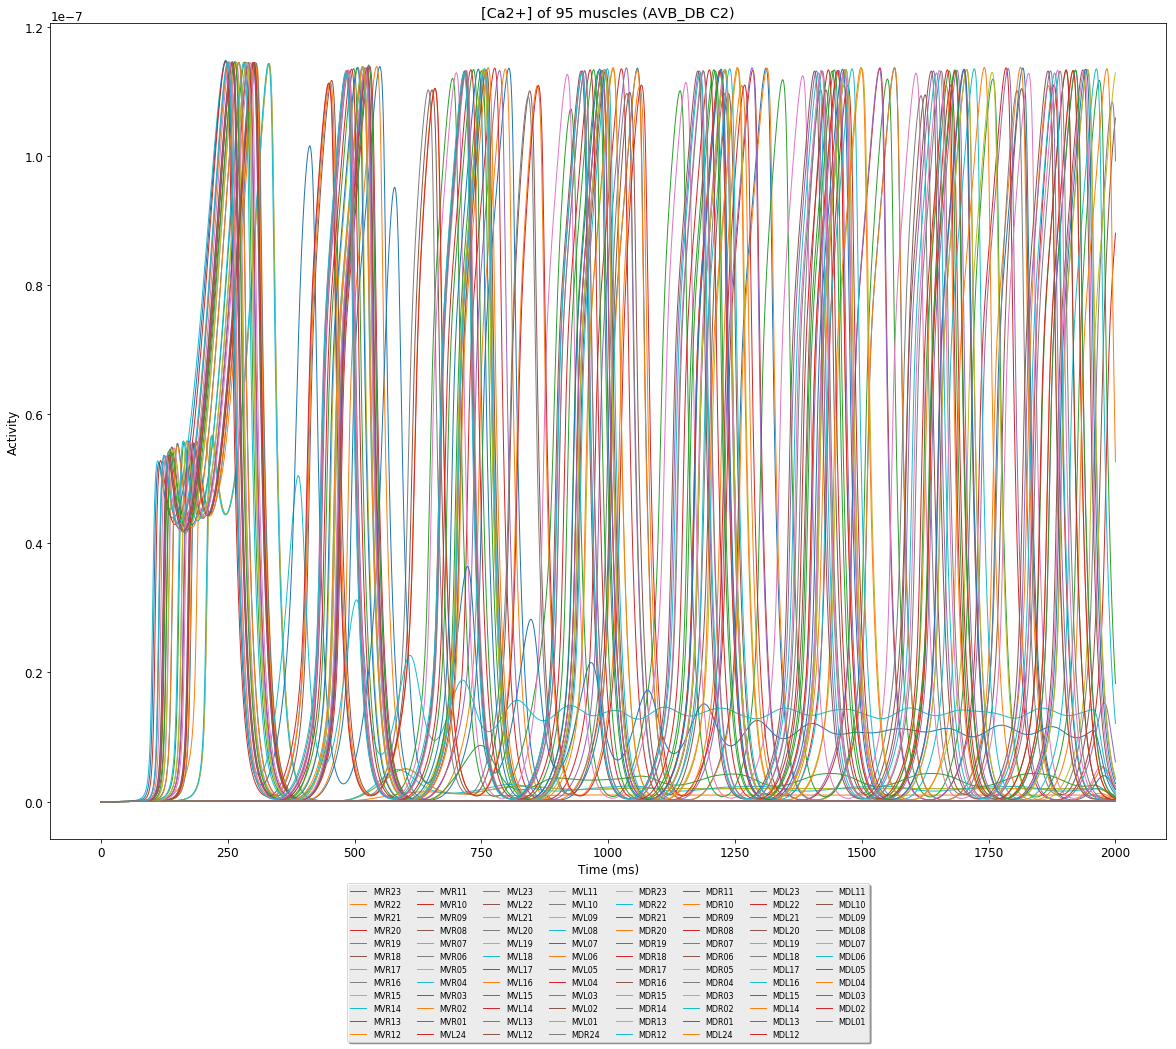 [Ca2+] of 95 muscles (AVB_DB C2)
1e−7
1.2
1.0
0.8
0.6
0.4
0.2
0.0
Activity
0 250 500 750 1000 1250 1500 1750 2000
Time (ms)
MVR23 MVR11 MVL23 MVL11 MDR23 MDR11 MDL23 MDL11
MVR22 MVR10 MVL22 MVL10 MDR22 MDR10 MDL22 MDL10
MVR21 MVR09 MVL21 MVL09 MDR21 MDR09 MDL21 MDL09
MVR20 MVR08 MVL20 MVL08 MDR20 MDR08 MDL20 MDL08
MVR19 MVR07 MVL19 MVL07 MDR19 MDR07 MDL19 MDL07
MVR18 MVR06 MVL18 MVL06 MDR18 MDR06 MDL18 MDL06
MVR17 MVR05 MVL17 MVL05 MDR17 MDR05 MDL17 MDL05
MVR16 MVR04 MVL16 MVL04 MDR16 MDR04 MDL16 MDL04
MVR15 MVR03 MVL15 MVL03 MDR15 MDR03 MDL15 MDL03
MVR14 MVR02 MVL14 MVL02 MDR14 MDR02 MDL14 MDL02
MVR13 MVR01 MVL13 MVL01 MDR13 MDR01 MDL13 MDL01
MVR12 MVL24 MVL12 MDR24 MDR12 MDL24 MDL12